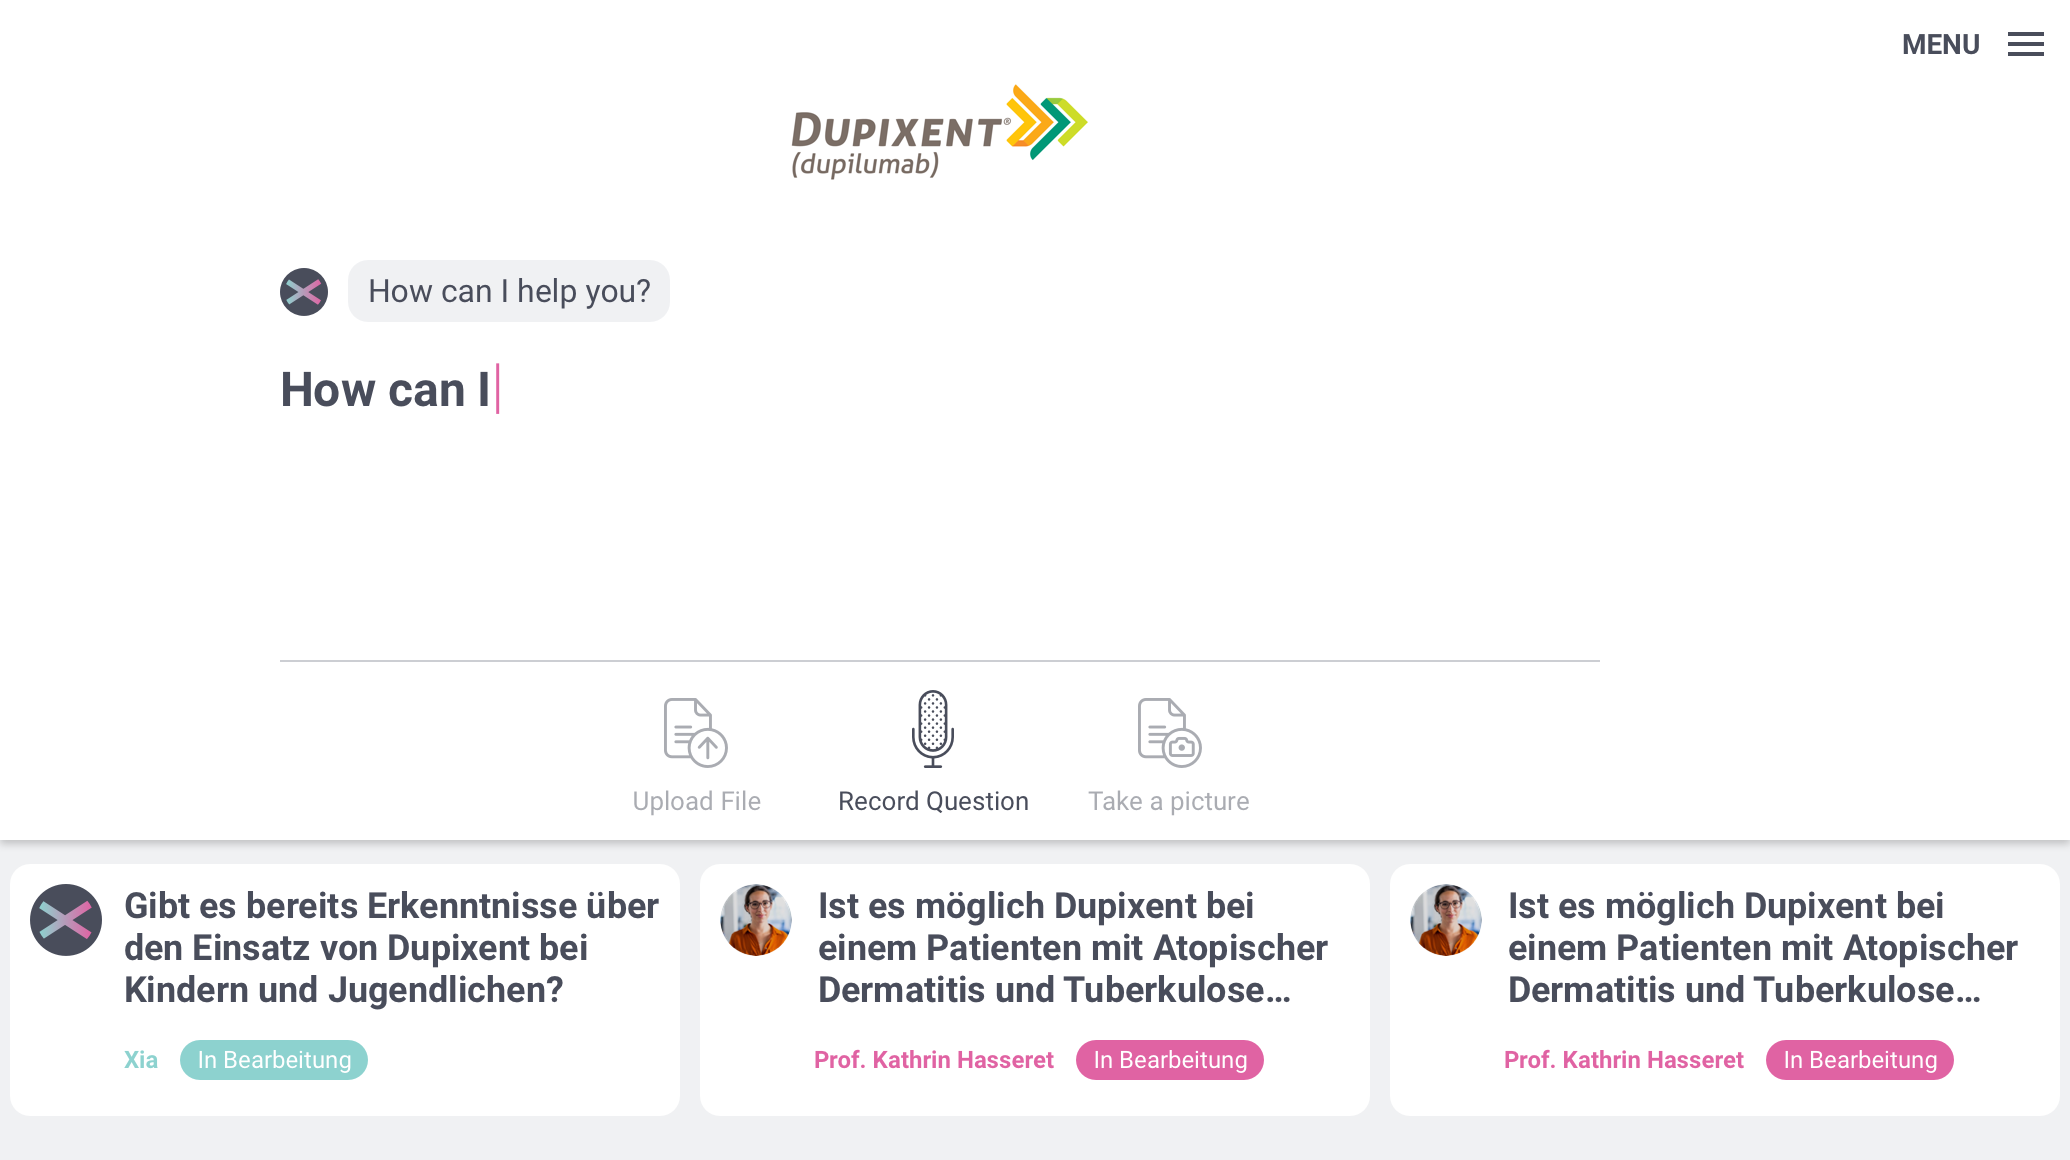 MENU
DUPIXENT®
(dupilumab)
How can I help you?
How can I
Upload File
Record Question
Take a picture
Gibt es bereits Erkenntnisse über
den Einsatz von Dupixent bei
Kindern und Jugendlichen?
Xia
In Bearbeitung
Ist es möglich Dupixent bei
einem Patienten mit Atopischer
Dermatitis und Tuberkulose...
Prof. Kathrin Hasseret
In Bearbeitung
Ist es möglich Dupixent bei
einem Patienten mit Atopischer
Dermatitis und Tuberkulose...
Prof. Kathrin Hasseret
In Bearbeitung